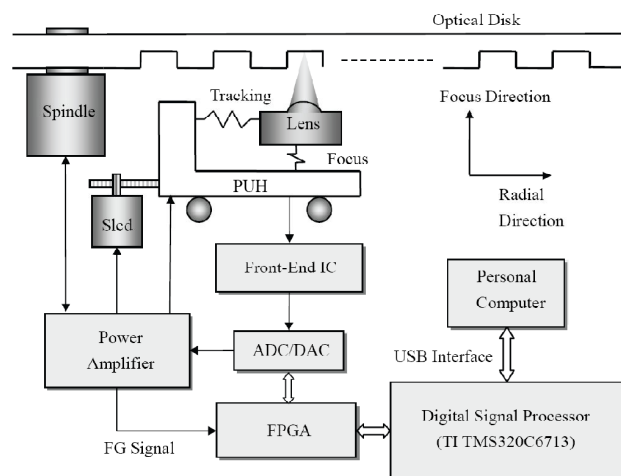 Optical Disk
Tracking
Spindle
Lens
Focus Direction
Focus
PUH
Radial
Direction
Sled
Front-End IC
Personal
Computer
Power
Amplifier
ADC/DAC
USB Interface
Digital Signal Processor
(TI TMS320C6713)
FPGA
FG Signal